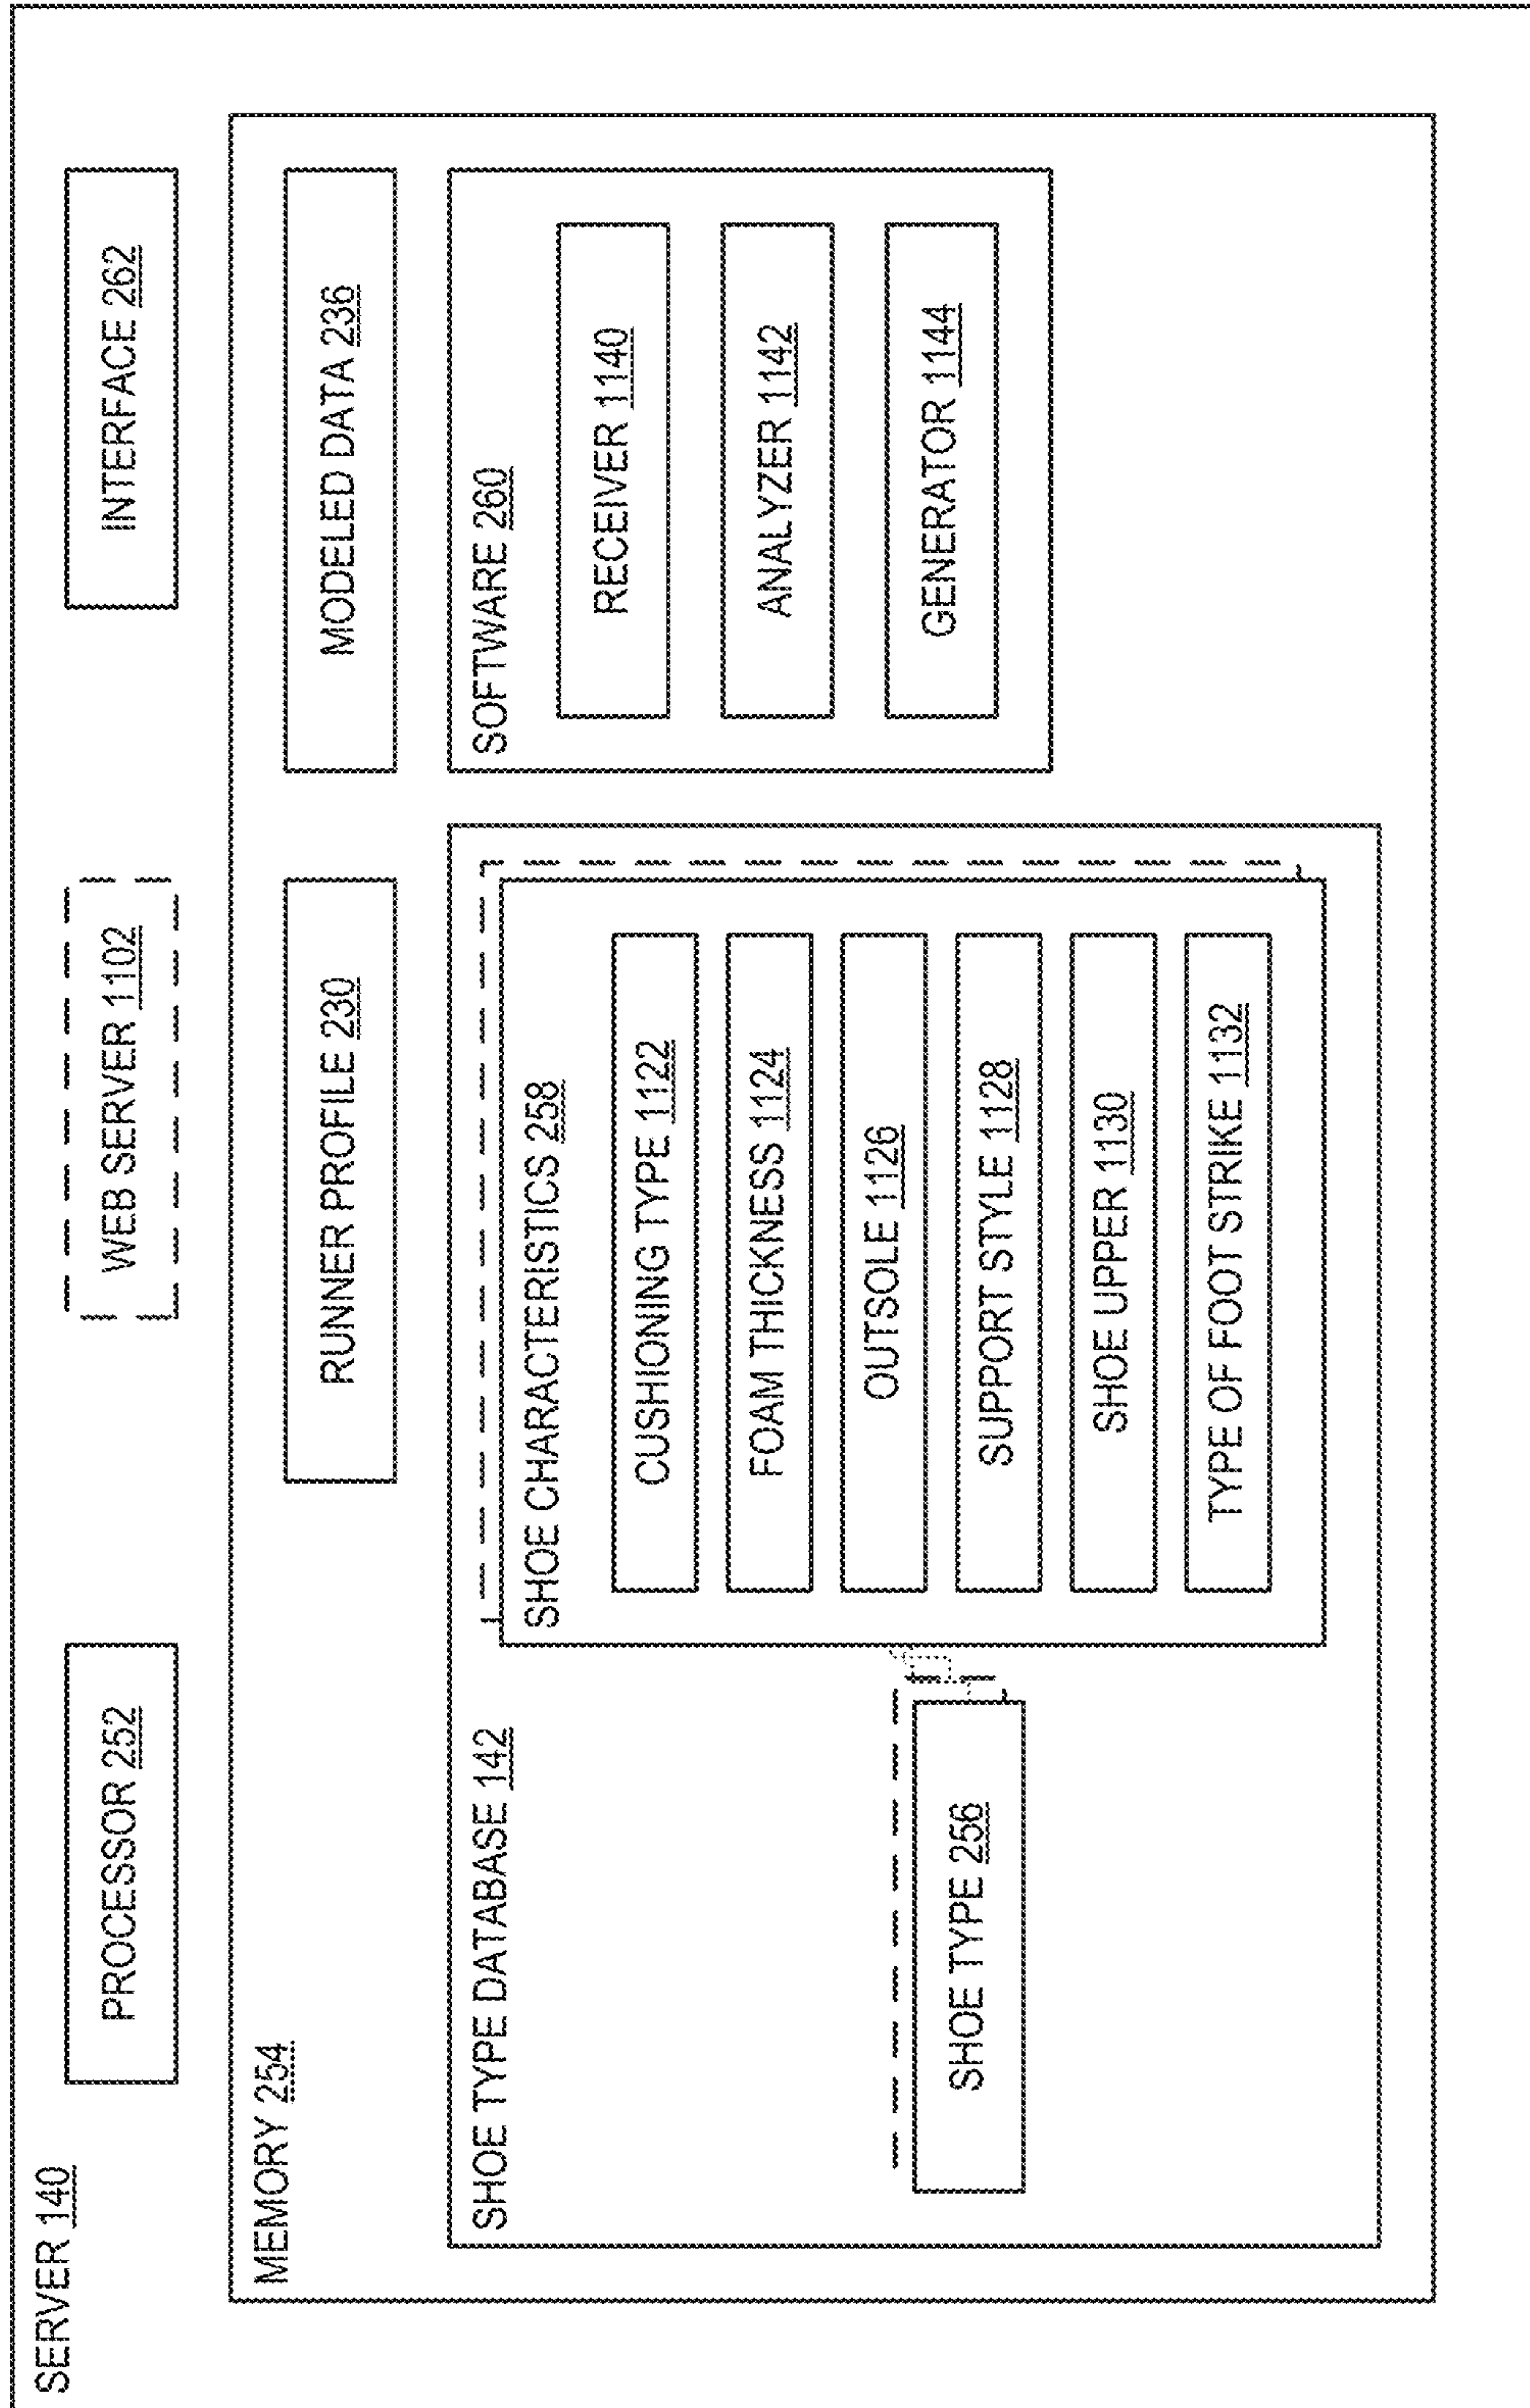 SERVER 140
PROCESSOR 252
WEB SERVER 1102
INTERFACE 262
MEMORY 254
RUNNER PROFILE 230
MODELED DATA 236
SHOE TYPE DATABASE 142
SHOE TYPE 256
SHOE CHARACTERISTICS 258
CUSHIONING TYPE 1122
FOAM THICKNESS 1124
OUTSOLE 1126
SUPPORT STYLE 1128
SHOE UPPER 1130
TYPE OF FOOT STRIKE 1132
SOFTWARE 260
RECEIVER 1140
ANALYZER 1142
GENERATOR 1144